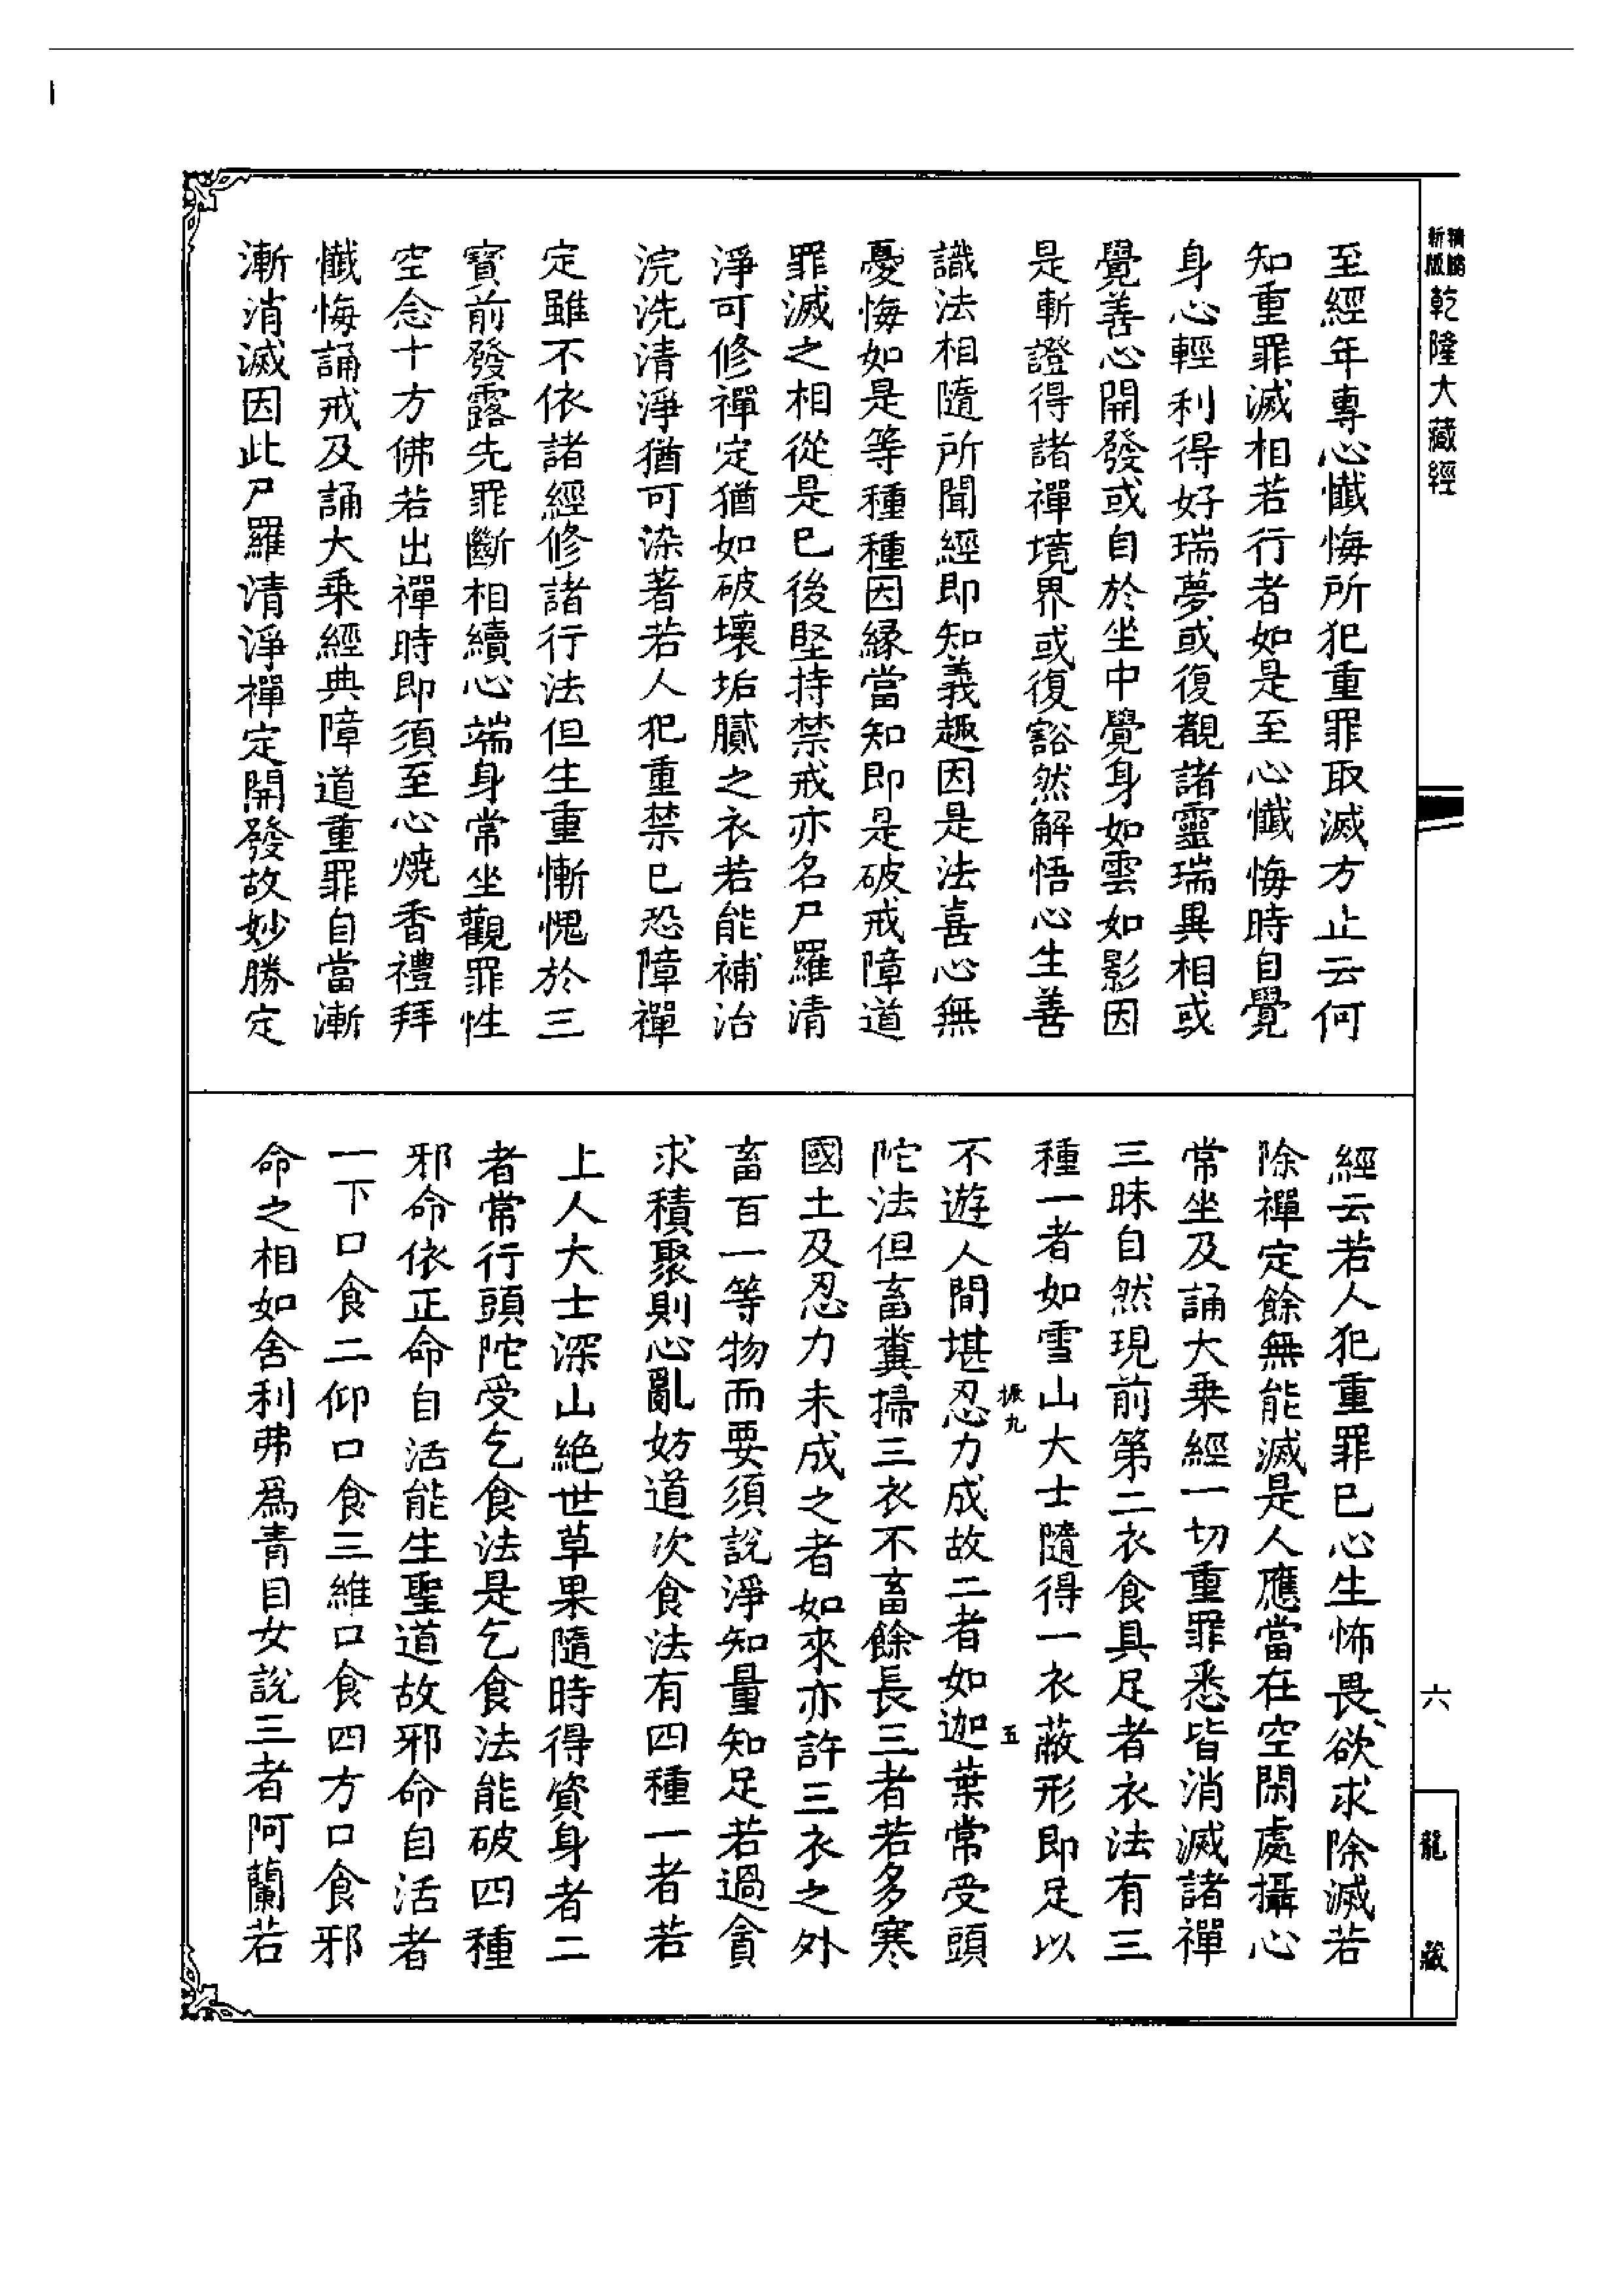 新版
乾隆大藏經
至經年專心懺悔所犯重罪取滅方止云何
知重罪滅相若行者如是至心懺悔時自覺
身心輕利得好瑞夢或復覩諸靈瑞異相或
覺善心開發或自於坐中覺身如雲如影因
是漸證得諸禪境界或復豁然解悟心生善
識法相隨所聞經即知義趣因是法喜心無
憂悔如是等種種因緣當知即是破戒障道
罪滅之相從是已後堅持禁戒亦名尸羅清
淨可修禪定猶如破壞垢膩之衣若能補治
浣洗清淨猶可染著若人犯重禁已恐障禪
定雖不依諸經修諸行法但生重慚愧於三
寶前發露先罪斷相續心端身常坐觀罪性
空念十方佛若出禪時即須至心燒香禮拜
懺悔誦戒及誦大乘經典障道重罪自當漸
漸消滅因此尸羅清淨禪定開發故妙勝定
經云若人犯重罪已心生怖畏欲求除滅若
除禪定餘無能滅是人應當在空閑處攝心
常坐及誦大乘經一切重罪悉皆消滅諸禪
三昧自然現前第二衣食具足者衣法有三
種一者如雪山大士隨得一衣蔽形即足以
振九
五
不遊人間堪忍力成故二者如迦葉常受頭
陀法但畜糞掃三衣不畜餘長三者若多寒
國土及忍力未成之者如來亦許三衣之外
畜百一等物而要須說淨知量知足若過貪
求積聚則心亂妨道次食法有四種一者若
上人大士深山絕世草果隨時得資身者二
者常行頭陀受乞食法是乞食法能破四種
邪命依正命自活能生聖道故邪命自活者
一下口食二仰口食三維口食四方口食邪
命之相如舍利弗為青目女說三者阿蘭若
六
龍藏